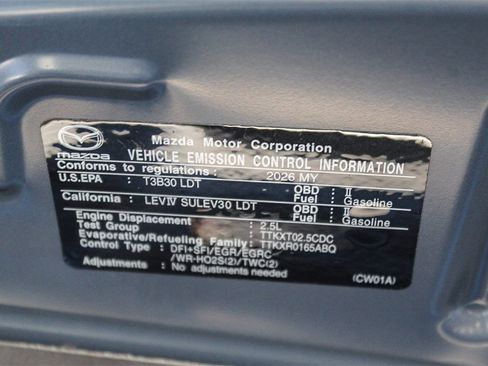 Mazda Motor Corporation
mazda VEHICLE EMISSION CONTROL INFORMATION
Conforms to regulations : 2026 MY
U.S.EPA : T3B30 LDT OBD : II
Fuel : Gasoline
California : LEVIV SULEV30 LDT OBD : II
Fuel : Gasoline
Engine Displacement : 2.5L
Test Group : TTKXT02.5CDC
Evaporative/Refueling Family: TTKXR0165ABQ
Control Type : DFI+SFI/EGR/EGRC
/WR-HO2S(2)/TWC(2)
Adjustments : No adjustments needed
(CW01A)